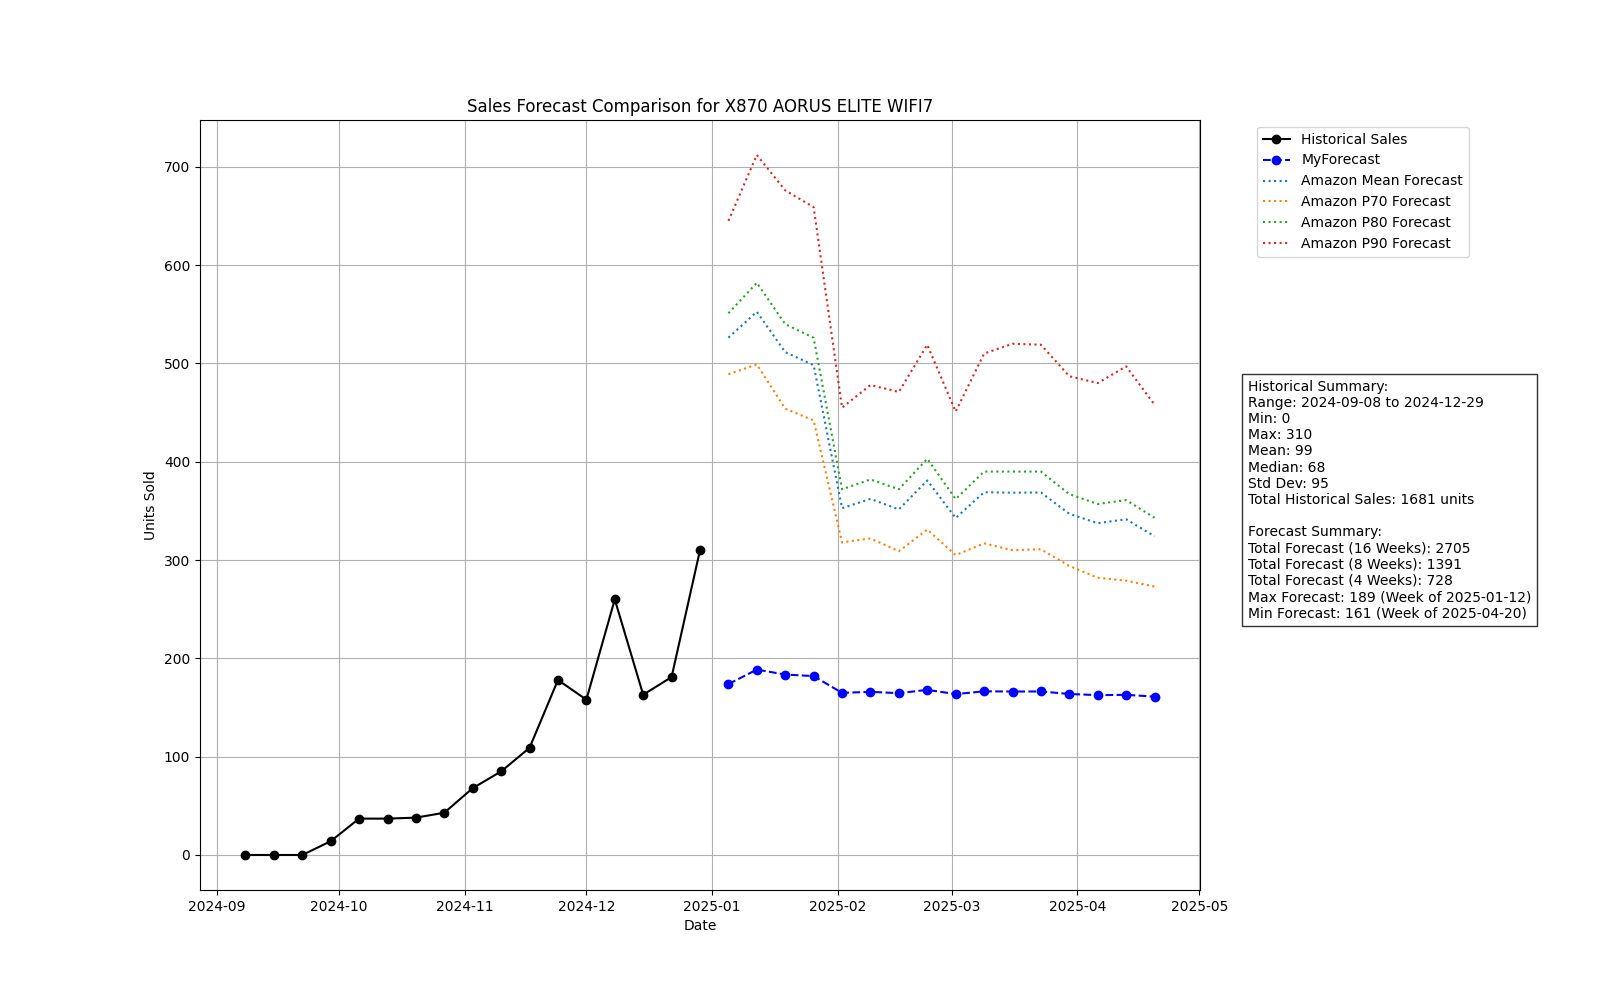 Sales Forecast Comparison for X870 AORUS ELITE WIFI7
Units Sold
700
600
500
400
300
200
100
0
2024-09
2024-10
2024-11
2024-12
2025-01
2025-02
2025-03
2025-04
2025-05
Date
Historical Sales
MyForecast
Amazon Mean Forecast
Amazon P70 Forecast
Amazon P80 Forecast
Amazon P90 Forecast
Historical Summary:
Range: 2024-09-08 to 2024-12-29
Min: 0
Max: 310
Mean: 99
Median: 68
Std Dev: 95
Total Historical Sales: 1681 units
Forecast Summary:
Total Forecast (16 Weeks): 2705
Total Forecast (8 Weeks): 1391
Total Forecast (4 Weeks): 728
Max Forecast: 189 (Week of 2025-01-12)
Min Forecast: 161 (Week of 2025-04-20)